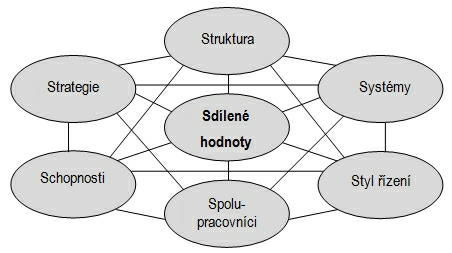 Struktura
Strategie
Systémy
Sdílené
hodnoty
Schopnosti
Styl řízení
Spolu-
pracovníci